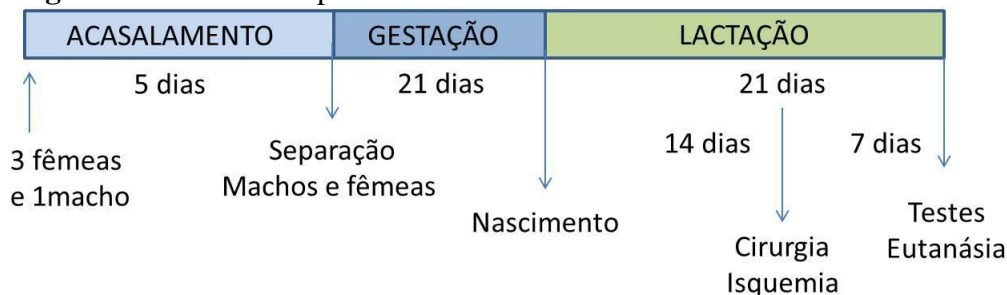 ACASALAMENTO GESTAÇÃO LACTAÇÃO
5 dias 21 dias 21 dias
14 dias 7 dias
3 fêmeas
e 1macho
Separação
Machos e fêmeas
Nascimento
Cirurgia
Isquemia
Testes
Eutanásia